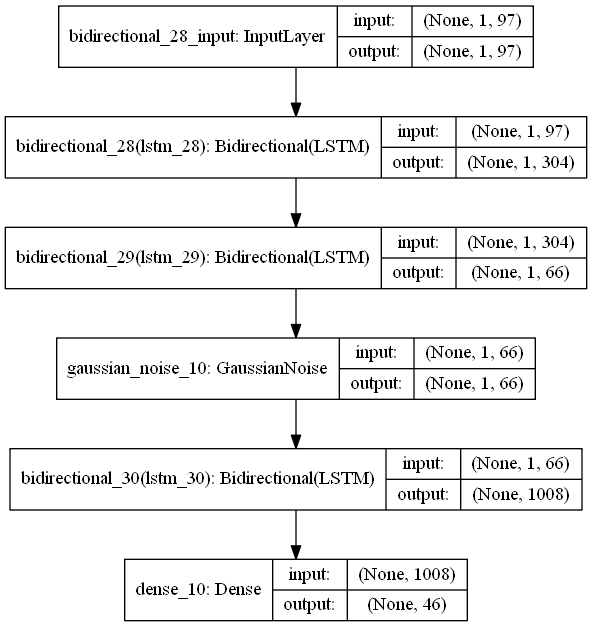 bidirectional_28_input: InputLayer
input: (None, 1, 97)
output: (None, 1, 97)
bidirectional_28(lstm_28): Bidirectional(LSTM)
input: (None, 1, 97)
output: (None, 1, 304)
bidirectional_29(lstm_29): Bidirectional(LSTM)
input: (None, 1, 304)
output: (None, 1, 66)
gaussian_noise_10: GaussianNoise
input: (None, 1, 66)
output: (None, 1, 66)
bidirectional_30(lstm_30): Bidirectional(LSTM)
input: (None, 1, 66)
output: (None, 1008)
dense_10: Dense
input: (None, 1008)
output: (None, 46)